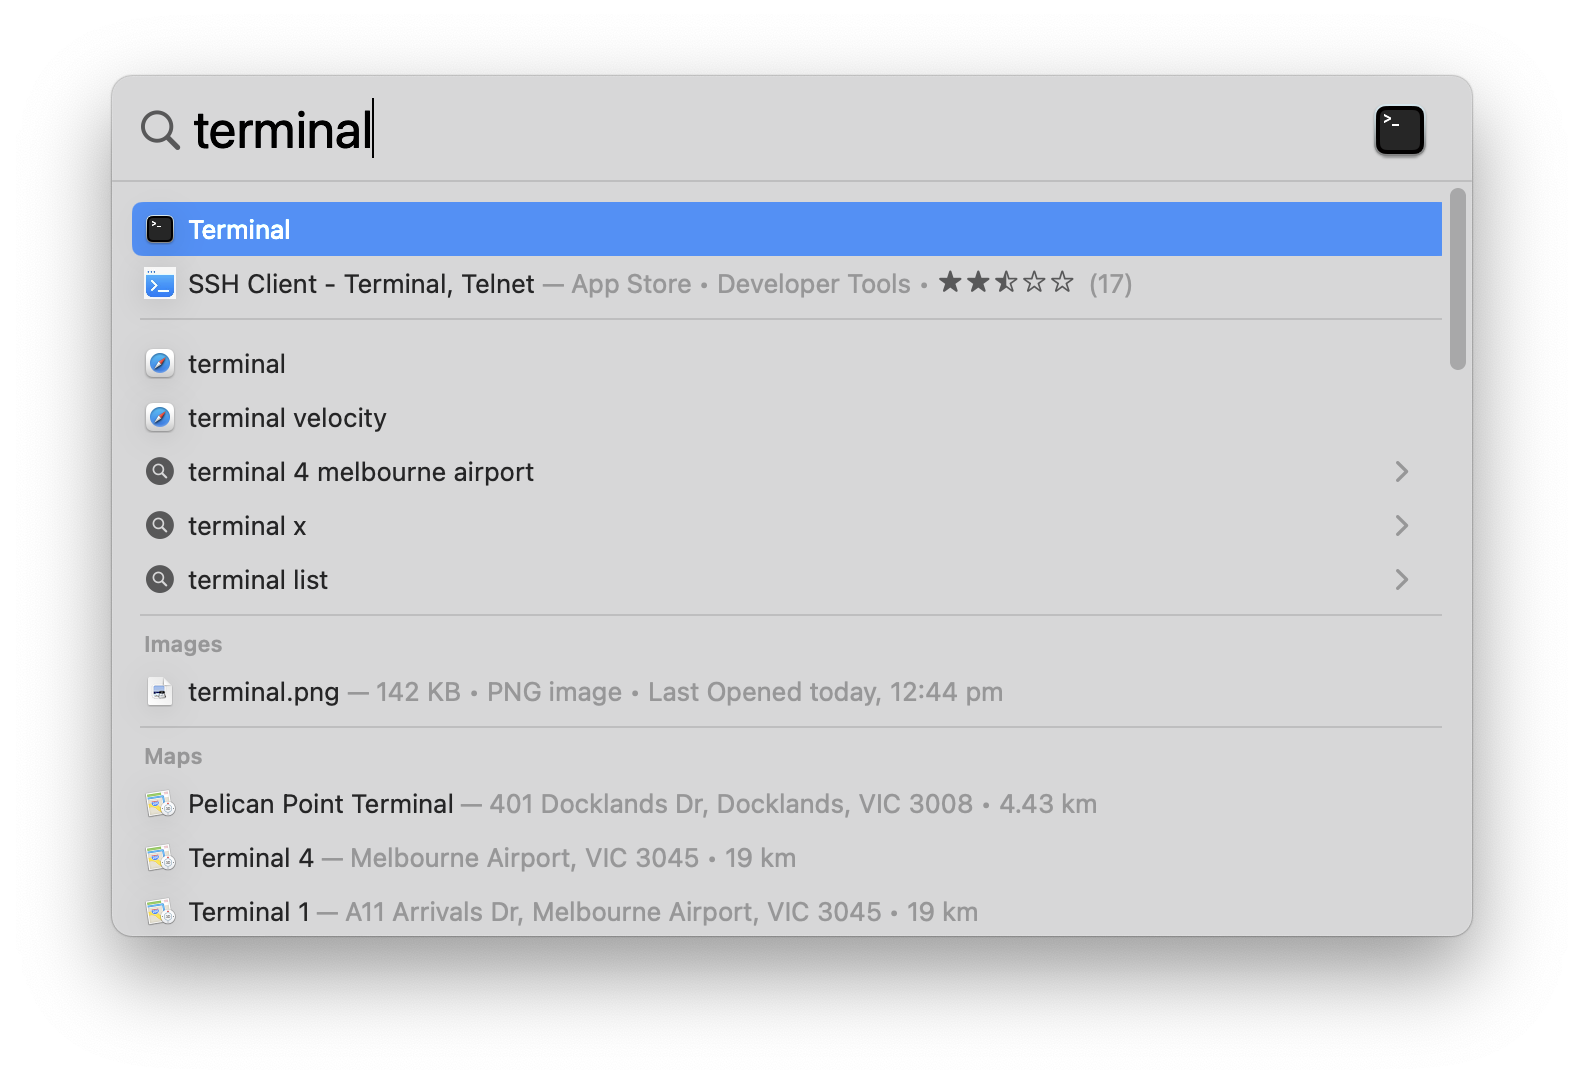 terminal
Terminal
SSH Client - Terminal, Telnet — App Store • Developer Tools • ★★⯪☆☆ (17)
terminal
terminal velocity
terminal 4 melbourne airport
terminal x
terminal list
Images
terminal.png — 142 KB • PNG image • Last Opened today, 12:44 pm
Maps
Pelican Point Terminal — 401 Docklands Dr, Docklands, VIC 3008 • 4.43 km
Terminal 4 — Melbourne Airport, VIC 3045 • 19 km
Terminal 1 — A11 Arrivals Dr, Melbourne Airport, VIC 3045 • 19 km